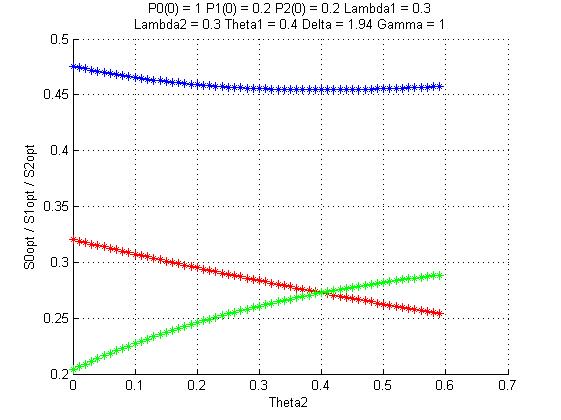 P0(0) = 1 P1(0) = 0.2 P2(0) = 0.2 Lambda1 = 0.3
Lambda2 = 0.3 Theta1 = 0.4 Delta = 1.94 Gamma = 1
0.5
0.45
0.4
0.35
0.3
0.25
0.2
S0opt / S1opt / S2opt
0 0.1 0.2 0.3 0.4 0.5 0.6 0.7
Theta2